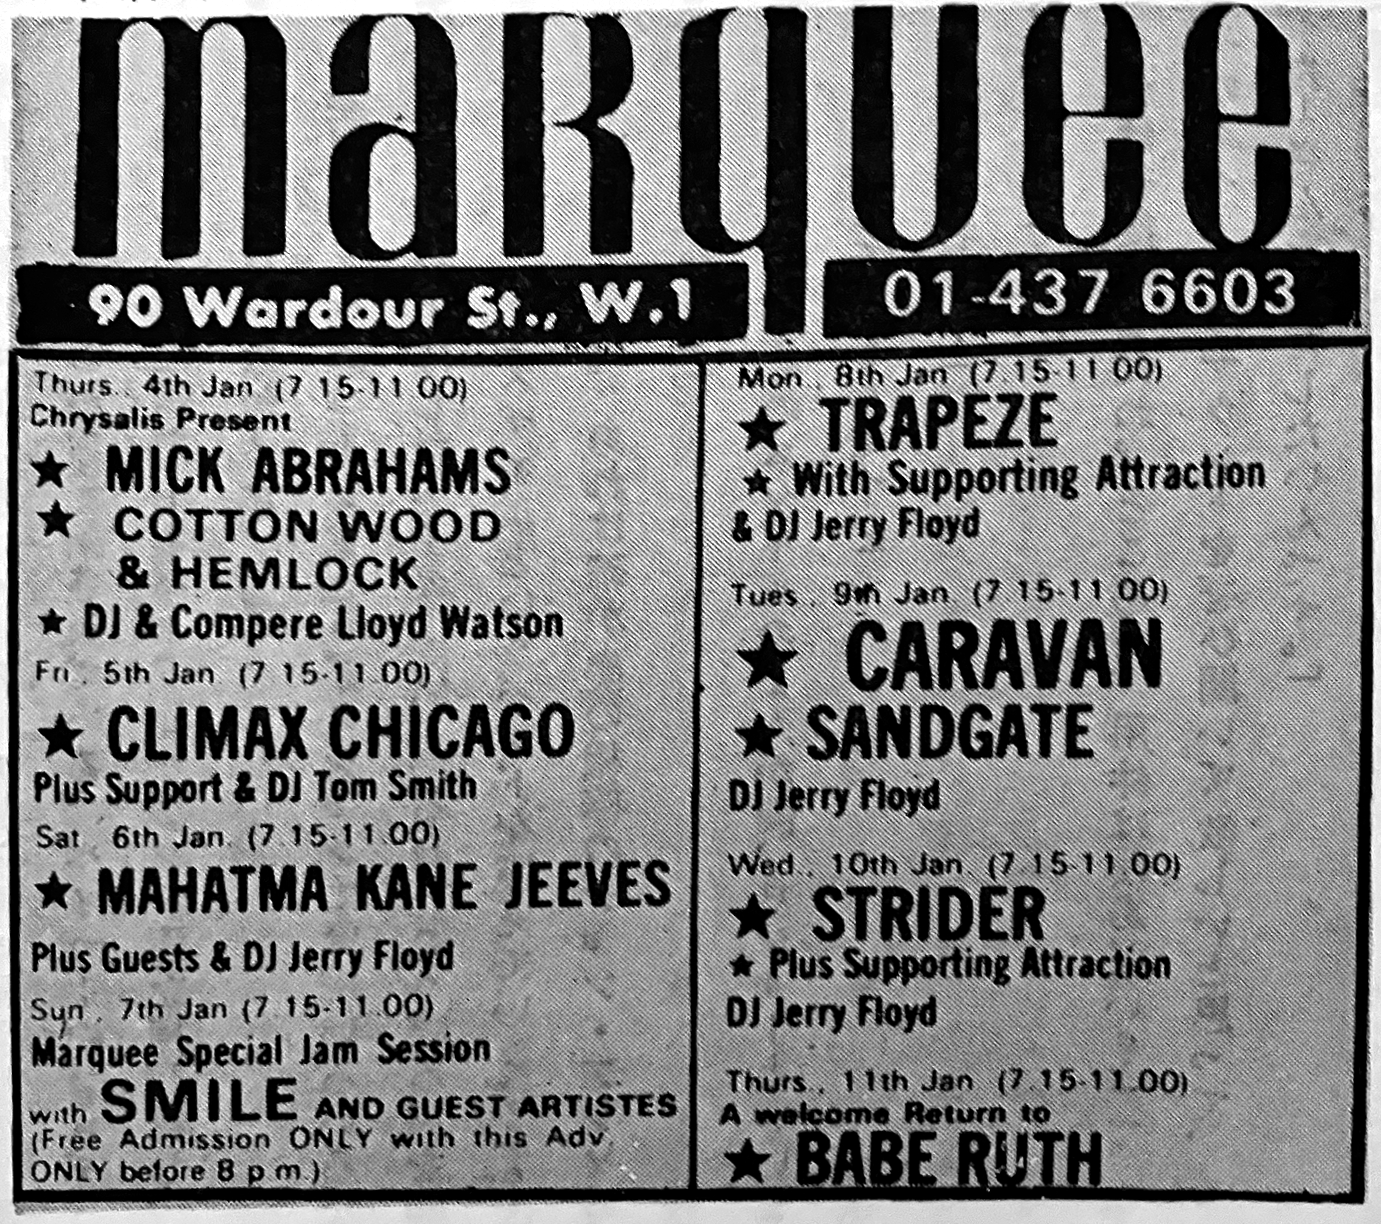 maRquee
90 Wardour St., W.1
01-437 6603
Thurs., 4th Jan. (7.15-11.00)
Chrysalis Present
★ MICK ABRAHAMS
★ COTTON WOOD
& HEMLOCK
★ DJ & Compere Lloyd Watson
Fri., 5th Jan. (7.15-11.00)
★ CLIMAX CHICAGO
Plus Support & DJ Tom Smith
Sat., 6th Jan. (7.15-11.00)
★ MAHATMA KANE JEEVES
Plus Guests & DJ Jerry Floyd
Sun., 7th Jan (7.15-11.00)
Marquee Special Jam Session
with SMILE AND GUEST ARTISTES
(Free Admission ONLY with this Adv.
ONLY before 8 p.m.)
Mon., 8th Jan. (7.15-11.00)
★ TRAPEZE
★ With Supporting Attraction
& DJ Jerry Floyd
Tues., 9th Jan. (7.15-11.00)
★ CARAVAN
★ SANDGATE
DJ Jerry Floyd
Wed., 10th Jan. (7.15-11.00)
★ STRIDER
★ Plus Supporting Attraction
DJ Jerry Floyd
Thurs., 11th Jan. (7.15-11.00)
A welcome Return to
★ BABE RUTH